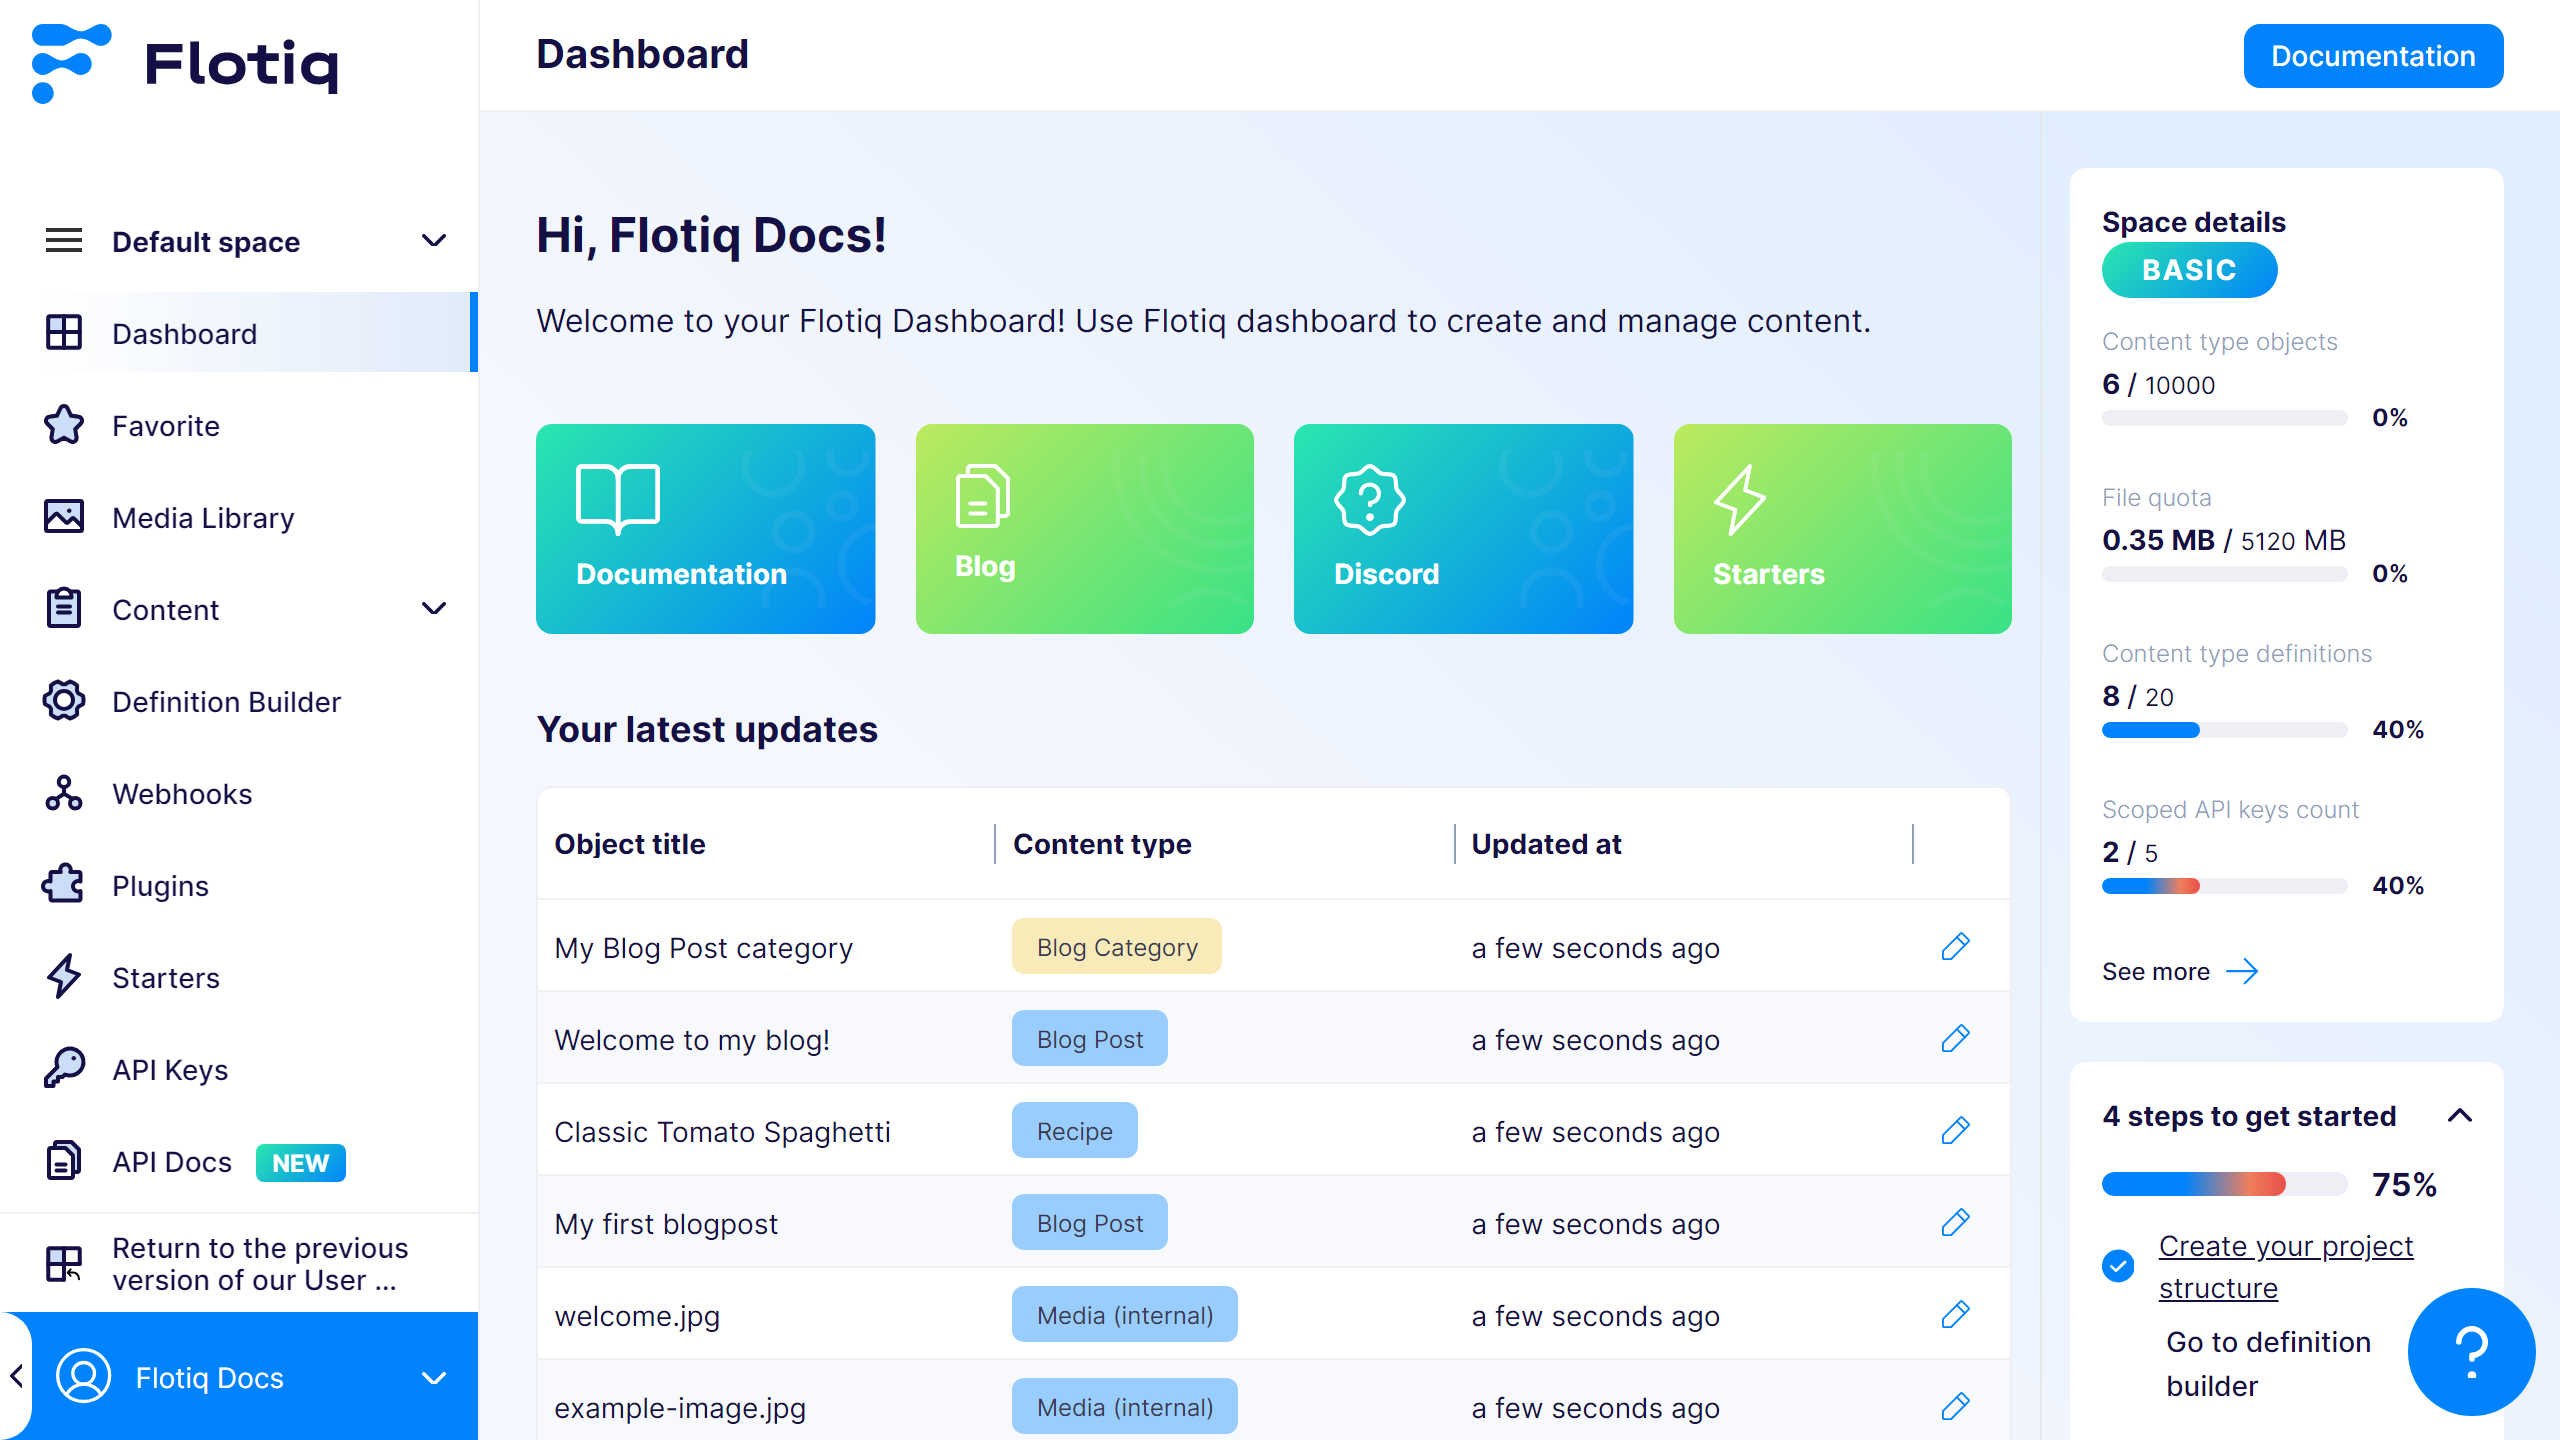 Flotiq
Default space
Dashboard
Favorite
Media Library
Content
Definition Builder
Webhooks
Plugins
Starters
API Keys
API Docs NEW
Return to the previous
version of our User ...
Flotiq Docs
Dashboard
Documentation
Hi, Flotiq Docs!
Welcome to your Flotiq Dashboard! Use Flotiq dashboard to create and manage content.
Documentation
Blog
Discord
Starters
Your latest updates
Object title Content type Updated at
My Blog Post category Blog Category a few seconds ago
Welcome to my blog! Blog Post a few seconds ago
Classic Tomato Spaghetti Recipe a few seconds ago
My first blogpost Blog Post a few seconds ago
welcome.jpg Media (internal) a few seconds ago
example-image.jpg Media (internal) a few seconds ago
Space details
BASIC
Content type objects
6 / 10000
0%
File quota
0.35 MB / 5120 MB
0%
Content type definitions
8 / 20
40%
Scoped API keys count
2 / 5
40%
See more
4 steps to get started
75%
Create your project
structure
Go to definition
builder
?